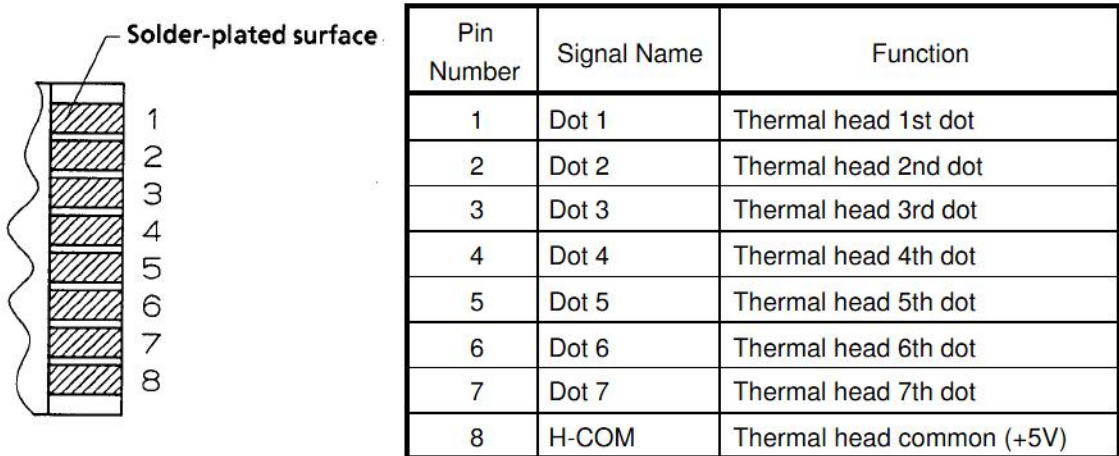 Solder-plated surface
1
2
3
4
5
6
7
8
Pin Number Signal Name Function
1 Dot 1 Thermal head 1st dot
2 Dot 2 Thermal head 2nd dot
3 Dot 3 Thermal head 3rd dot
4 Dot 4 Thermal head 4th dot
5 Dot 5 Thermal head 5th dot
6 Dot 6 Thermal head 6th dot
7 Dot 7 Thermal head 7th dot
8 H-COM Thermal head common (+5V)